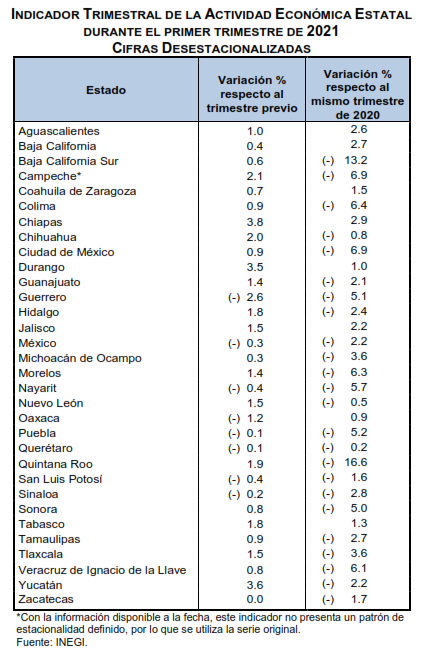 INDICADOR TRIMESTRAL DE LA ACTIVIDAD ECONÓMICA ESTATAL
DURANTE EL PRIMER TRIMESTRE DE 2021
CIFRAS DESESTACIONALIZADAS
Estado Variación % respecto al trimestre previo Variación % respecto al mismo trimestre de 2020
Aguascalientes 1.0 2.6
Baja California 0.4 2.7
Baja California Sur 0.6 (-) 13.2
Campeche* 2.1 (-) 6.9
Coahuila de Zaragoza 0.7 1.5
Colima 0.9 (-) 6.4
Chiapas 3.8 2.9
Chihuahua 2.0 (-) 0.8
Ciudad de México 0.9 (-) 6.9
Durango 3.5 1.0
Guanajuato 1.4 (-) 2.1
Guerrero (-) 2.6 (-) 5.1
Hidalgo 1.8 (-) 2.4
Jalisco 1.5 2.2
México (-) 0.3 (-) 2.2
Michoacán de Ocampo 0.3 (-) 3.6
Morelos 1.4 (-) 6.3
Nayarit (-) 0.4 (-) 5.7
Nuevo León 1.5 (-) 0.5
Oaxaca (-) 1.2 0.9
Puebla (-) 0.1 (-) 5.2
Querétaro (-) 0.1 (-) 0.2
Quintana Roo 1.9 (-) 16.6
San Luis Potosí (-) 0.4 (-) 1.6
Sinaloa (-) 0.2 (-) 2.8
Sonora 0.8 (-) 5.0
Tabasco 1.8 1.3
Tamaulipas 0.9 (-) 2.7
Tlaxcala 1.5 (-) 3.6
Veracruz de Ignacio de la Llave 0.8 (-) 6.1
Yucatán 3.6 (-) 2.2
Zacatecas 0.0 (-) 1.7
*Con la información disponible a la fecha, este indicador no presenta un patrón de
estacionalidad definido, por lo que se utiliza la serie original.
Fuente: INEGI.